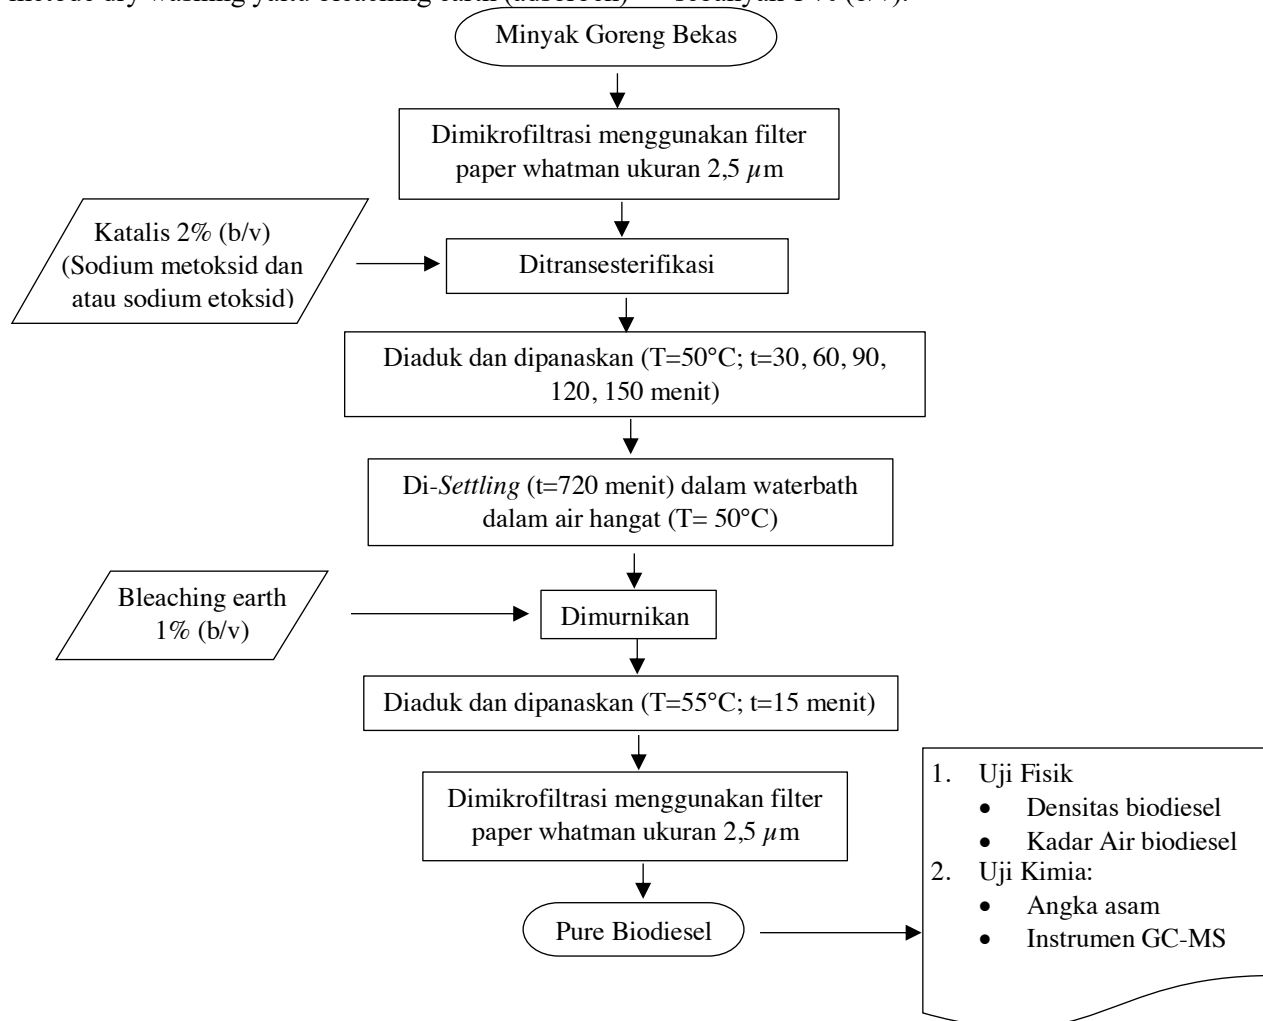 Minyak Goreng Bekas
Dimikrofiltrasi menggunakan filter
paper whatman ukuran 2,5 µm
Katalis 2% (b/v)
(Sodium metoksid dan
atau sodium etoksid)
Ditransesterifikasi
Diaduk dan dipanaskan (T=50°C; t=30, 60, 90,
120, 150 menit)
Di-Settling (t=720 menit) dalam waterbath
dalam air hangat (T= 50°C)
Bleaching earth
1% (b/v)
Dimurnikan
Diaduk dan dipanaskan (T=55°C; t=15 menit)
Dimikrofiltrasi menggunakan filter
paper whatman ukuran 2,5 µm
Pure Biodiesel
1. Uji Fisik
• Densitas biodiesel
• Kadar Air biodiesel
2. Uji Kimia:
• Angka asam
• Instrumen GC-MS